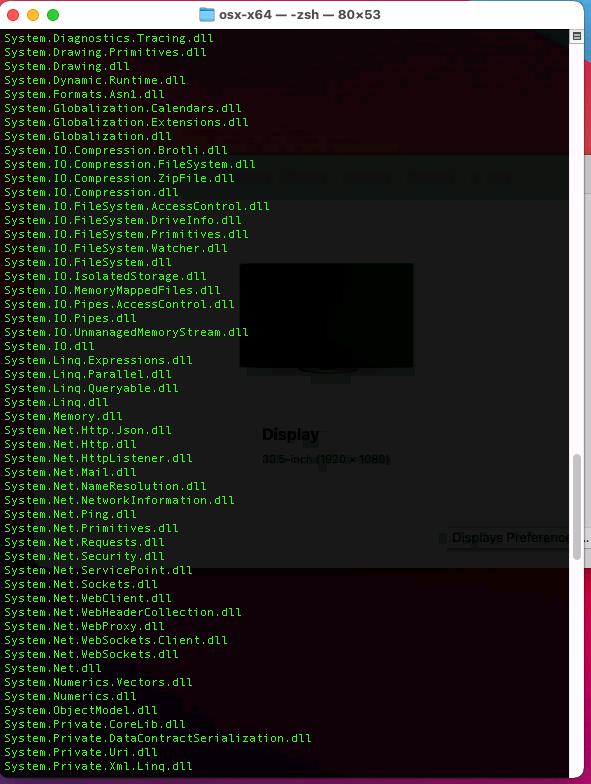 osx-x64 — -zsh — 80×53
System.Diagnostics.Tracing.dll
System.Drawing.Primitives.dll
System.Drawing.dll
System.Dynamic.Runtime.dll
System.Formats.Asn1.dll
System.Globalization.Calendars.dll
System.Globalization.Extensions.dll
System.Globalization.dll
System.IO.Compression.Brotli.dll
System.IO.Compression.FileSystem.dll
System.IO.Compression.ZipFile.dll
System.IO.Compression.dll
System.IO.FileSystem.AccessControl.dll
System.IO.FileSystem.DriveInfo.dll
System.IO.FileSystem.Primitives.dll
System.IO.FileSystem.Watcher.dll
System.IO.FileSystem.dll
System.IO.IsolatedStorage.dll
System.IO.MemoryMappedFiles.dll
System.IO.Pipes.AccessControl.dll
System.IO.Pipes.dll
System.IO.UnmanagedMemoryStream.dll
System.IO.dll
System.Linq.Expressions.dll
System.Linq.Parallel.dll
System.Linq.Queryable.dll
System.Linq.dll
System.Memory.dll
System.Net.Http.Json.dll
System.Net.Http.dll
System.Net.HttpListener.dll
System.Net.Mail.dll
System.Net.NameResolution.dll
System.Net.NetworkInformation.dll
System.Net.Ping.dll
System.Net.Primitives.dll
System.Net.Requests.dll
System.Net.Security.dll
System.Net.ServicePoint.dll
System.Net.Sockets.dll
System.Net.WebClient.dll
System.Net.WebHeaderCollection.dll
System.Net.WebProxy.dll
System.Net.WebSockets.Client.dll
System.Net.WebSockets.dll
System.Net.dll
System.Numerics.Vectors.dll
System.Numerics.dll
System.ObjectModel.dll
System.Private.CoreLib.dll
System.Private.DataContractSerialization.dll
System.Private.Uri.dll
System.Private.Xml.Linq.dll
Display
(1920 × 1080)
Displays Preference...